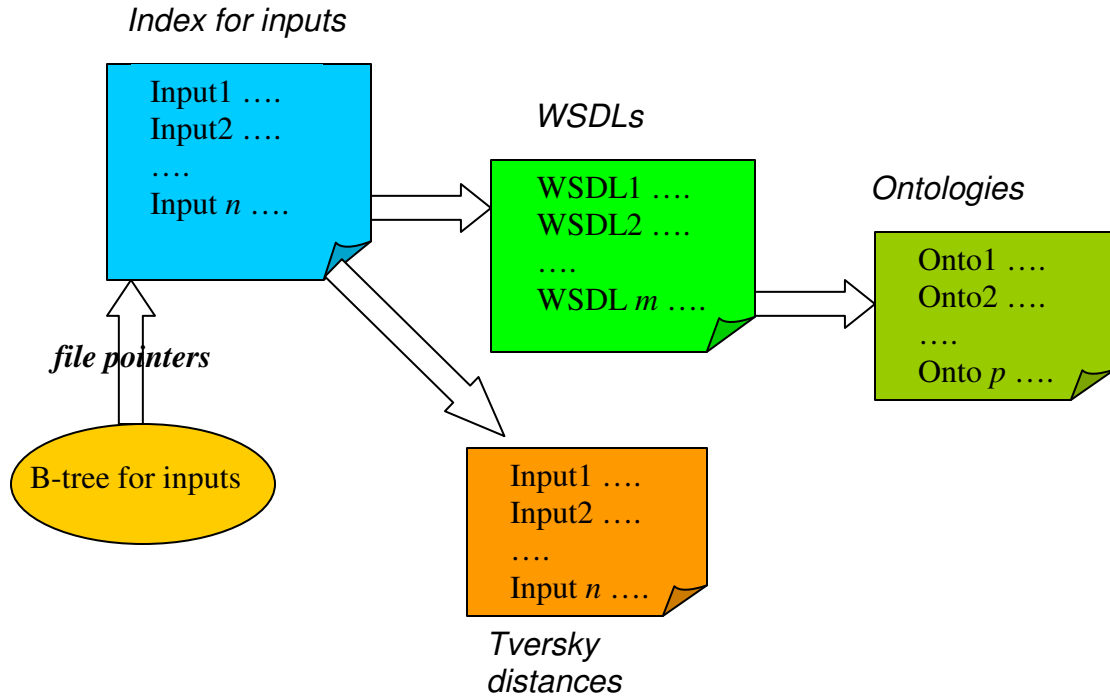 Index for inputs
Input1 ….
Input2 ….
….
Input n ….
WSDLs
WSDL1 ….
WSDL2 ….
….
WSDL m ….
Ontologies
Onto1 ….
Onto2 ….
….
Onto p ….
file pointers
B-tree for inputs
Input1 ….
Input2 ….
….
Input n ….
Tversky
distances